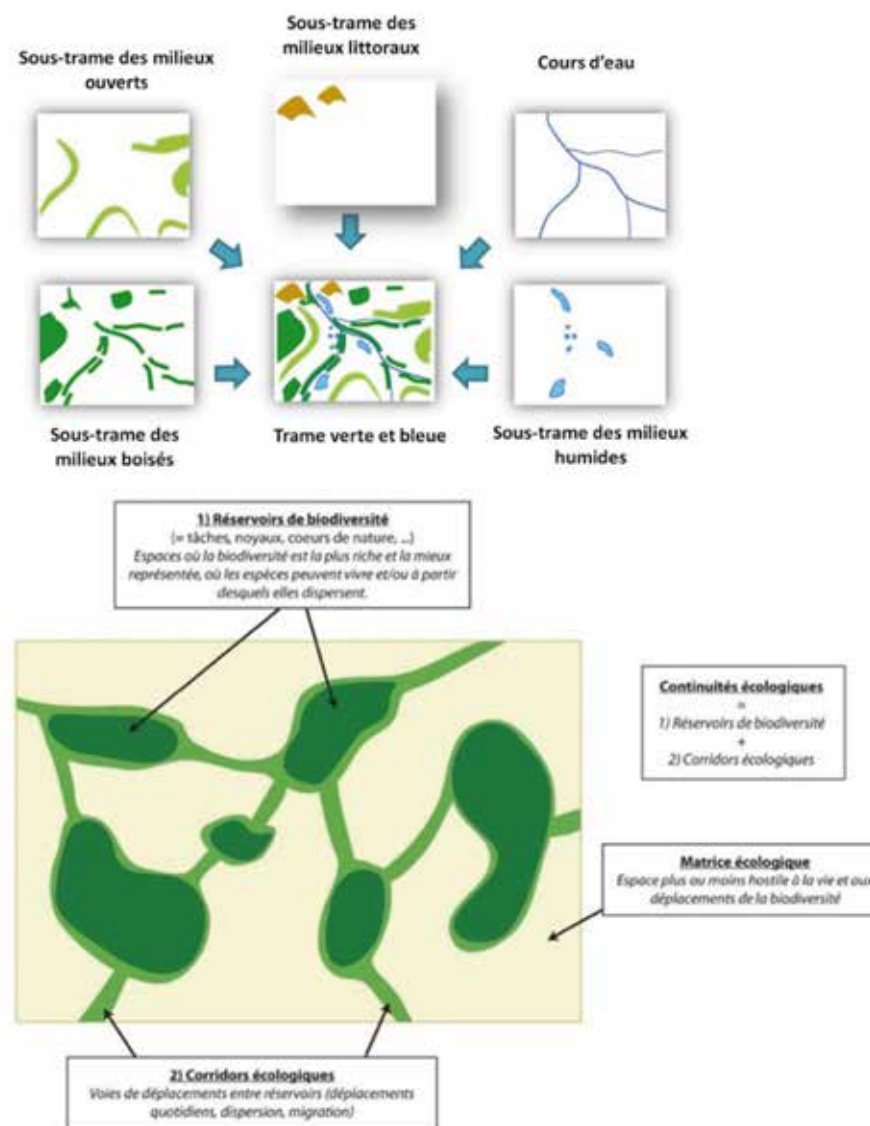 Sous-trame des milieux
ouverts
Sous-trame des
milieux littoraux
Cours d'eau
Sous-trame des
milieux boisés
Trame verte et bleue
Sous-trame des milieux
humides
1) Réservoirs de biodiversité
(= tâches, noyaux, coeurs de nature, ...)
Espaces où la biodiversité est la plus riche et la mieux
représentée, où les espèces peuvent vivre et/ou à partir
desquels elles dispersent.
Continuités écologiques
=
1) Réservoirs de biodiversité
+
2) Corridors écologiques
Matrice écologique
Espace plus ou moins hostile à la vie et aux
déplacements de la biodiversité
2) Corridors écologiques
Voies de déplacements entre réservoirs (déplacements
quotidiens, dispersion, migration)